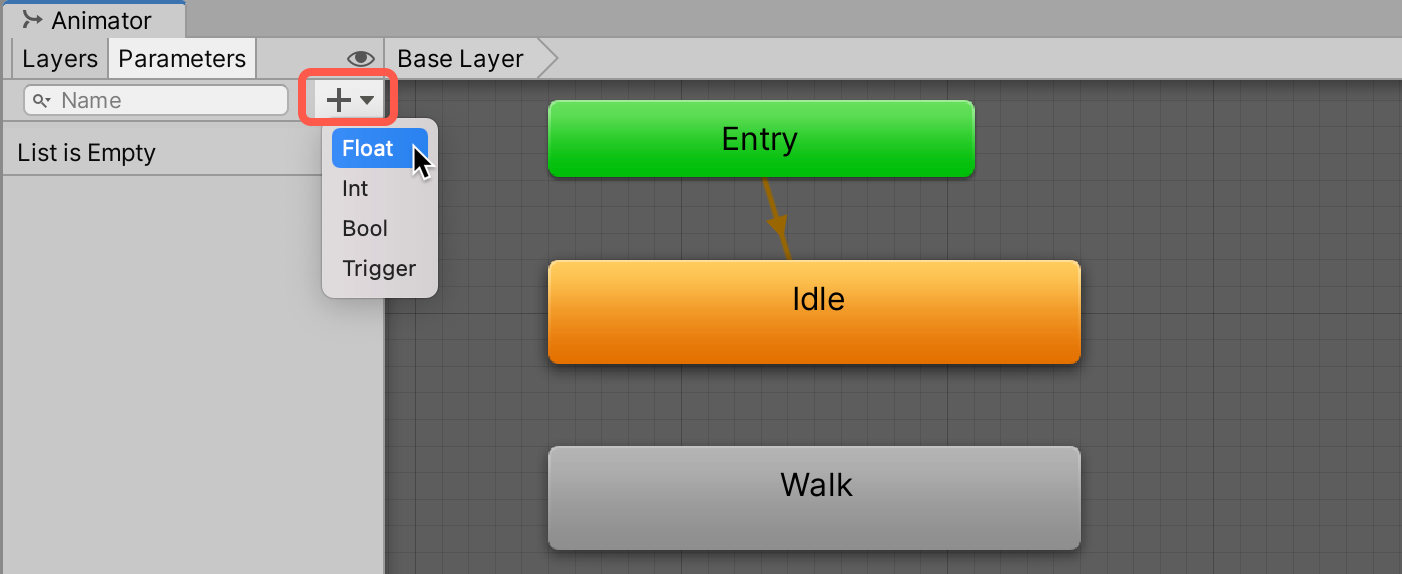 Animator
Layers Parameters Base Layer
Name
List is Empty
Float
Int
Bool
Trigger
Entry
Idle
Walk